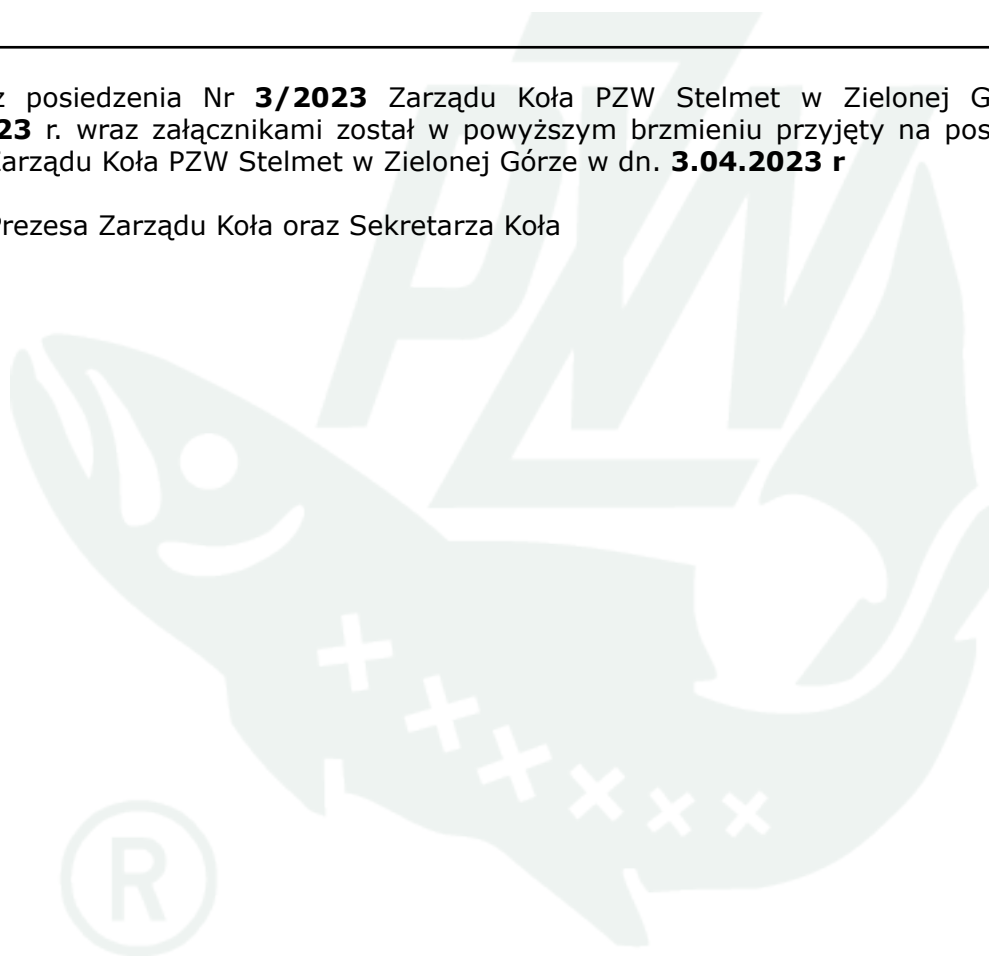 z posiedzenia Nr 3/2023 Zarządu Koła PZW Stelmet w Zielonej G
23 r. wraz załącznikami został w powyższym brzmieniu przyjęty na pos
Zarządu Koła PZW Stelmet w Zielonej Górze w dn. 3.04.2023 r
Prezesa Zarządu Koła oraz Sekretarza Koła
PZW
®